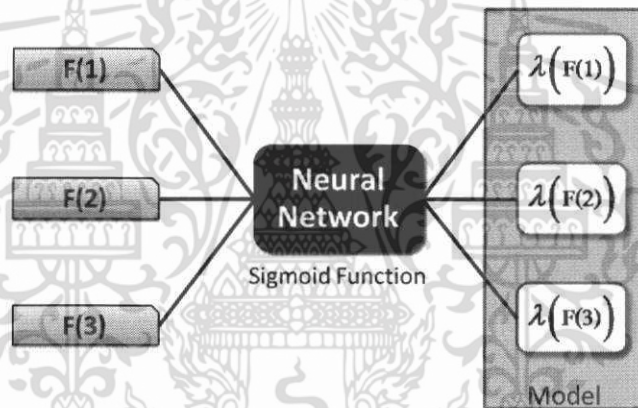 F(1)
F(2)
F(3)
Neural
Network
Sigmoid Function
λ(F(1))
λ(F(2))
λ(F(3))
Model